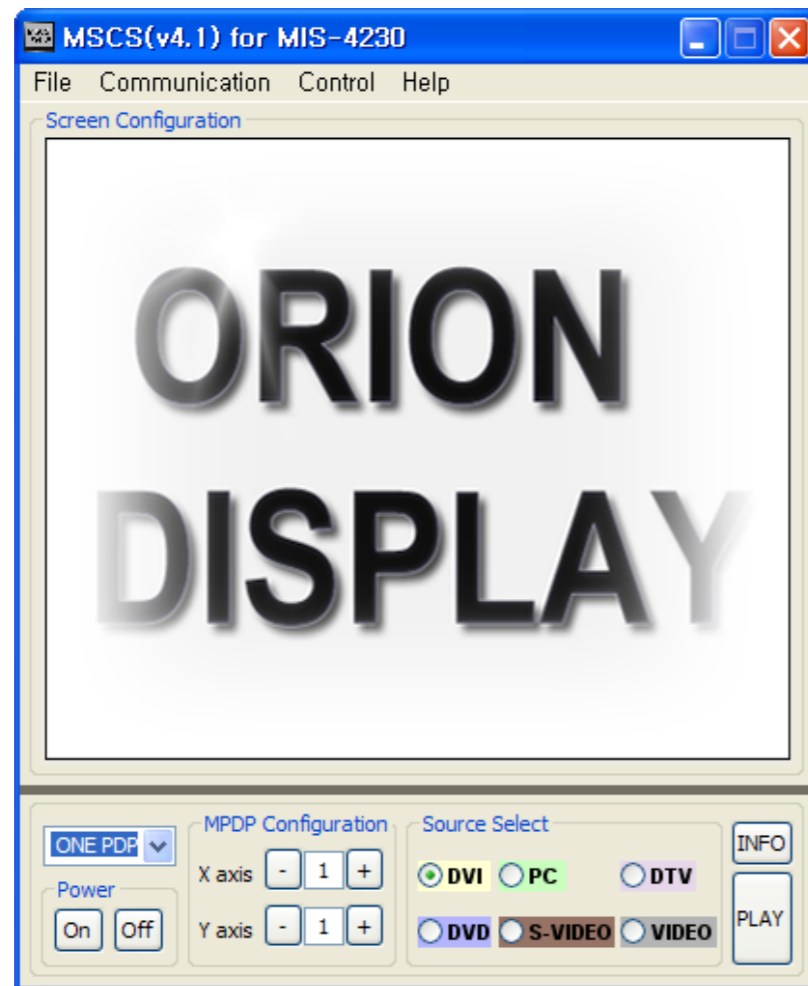 MSCS(v4.1) for MIS-4230
File Communication Control Help
Screen Configuration
ORION
DISPLAY
ONE PDP
Power
On Off
MPDP Configuration
X axis - 1 +
Y axis - 1 +
Source Select
DVI PC DTV
DVD S-VIDEO VIDEO
INFO
PLAY